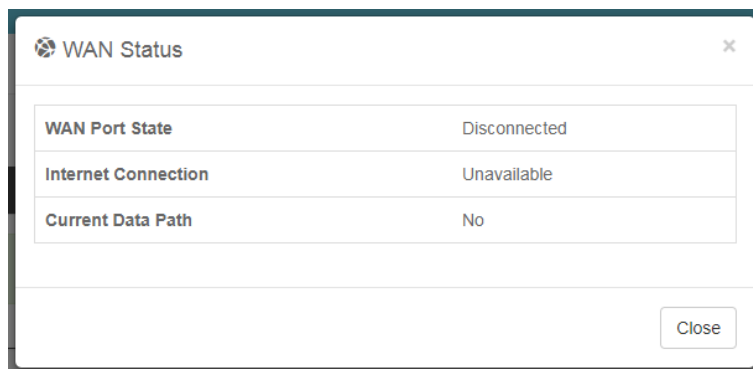 WAN Status
×
WAN Port State Disconnected
Internet Connection Unavailable
Current Data Path No
Close